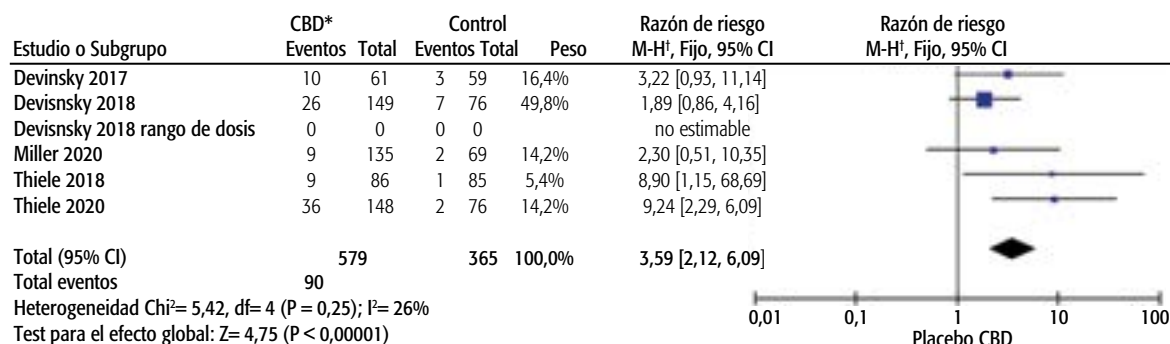 CBD* Control Razón de riesgo Razón de riesgo
Estudio o Subgrupo Eventos Total Eventos Total Peso M-H†, Fijo, 95% CI M-H†, Fijo, 95% CI
Devinsky 2017 10 61 3 59 16,4% 3,22 [0,93, 11,14]
Devisnsky 2018 26 149 7 76 49,8% 1,89 [0,86, 4,16]
Devisnsky 2018 rango de dosis 0 0 0 0 no estimable
Miller 2020 9 135 2 69 14,2% 2,30 [0,51, 10,35]
Thiele 2018 9 86 1 85 5,4% 8,90 [1,15, 68,69]
Thiele 2020 36 148 2 76 14,2% 9,24 [2,29, 6,09]
Total (95% CI) 579 365 100,0% 3,59 [2,12, 6,09]
Total eventos 90
Heterogeneidad Chi²= 5,42, df= 4 (P = 0,25); I²= 26%
Test para el efecto global: Z= 4,75 (P < 0,00001)
0,01 0,1 1 10 100
Placebo CBD